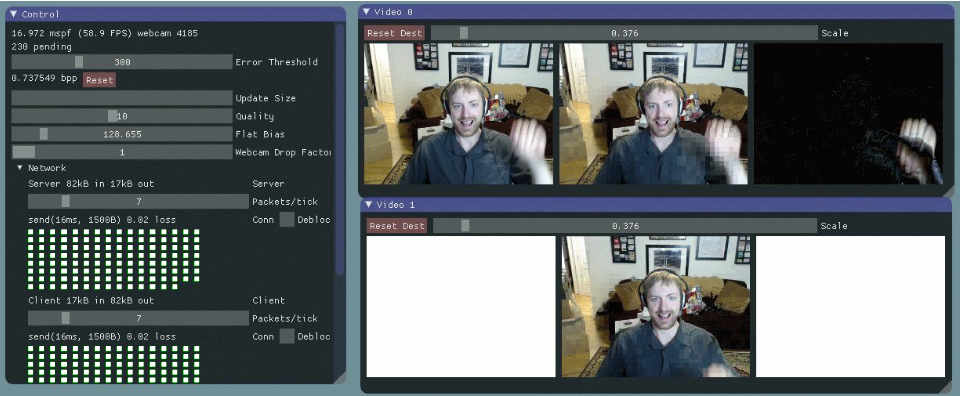 Control
16.972 mspf (58.9 FPS) webcam 4185
230 pending
300 Error Threshold
0.737549 bpp Reset
Update Size
10 Quality
128.655 Flat Bias
1 Webcam Drop Facto
Network
Server 82kB in 17kB out Server
7 Packets/tick
send(16ms, 1500B) 0.02 loss Conn Debloc
Client 17kB in 82kB out Client
7 Packets/tick
send(16ms, 1500B) 0.02 loss Conn Debloc
Video 0
Reset Dest 0.376 Scale
Video 1
Reset Dest 0.376 Scale